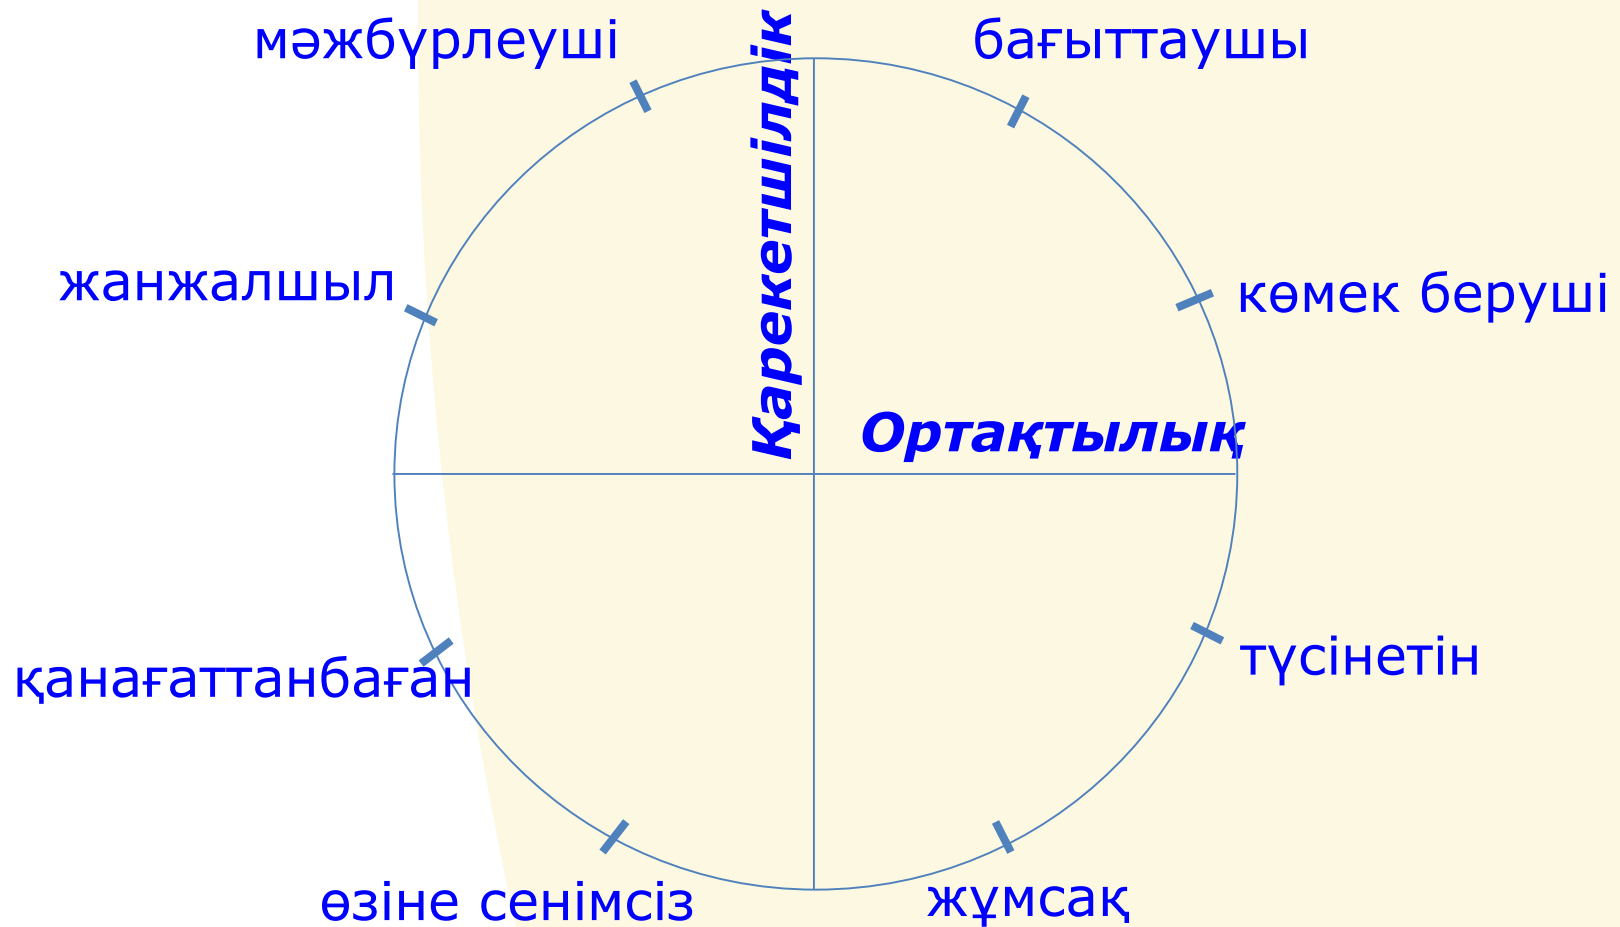 мәжбүрлеуші
бағыттаушы
Қарекетшілдік
жанжалшыл
көмек беруші
Ортақтылық
түсінетін
қанағаттанбаған
өзіне сенімсіз
жұмсақ